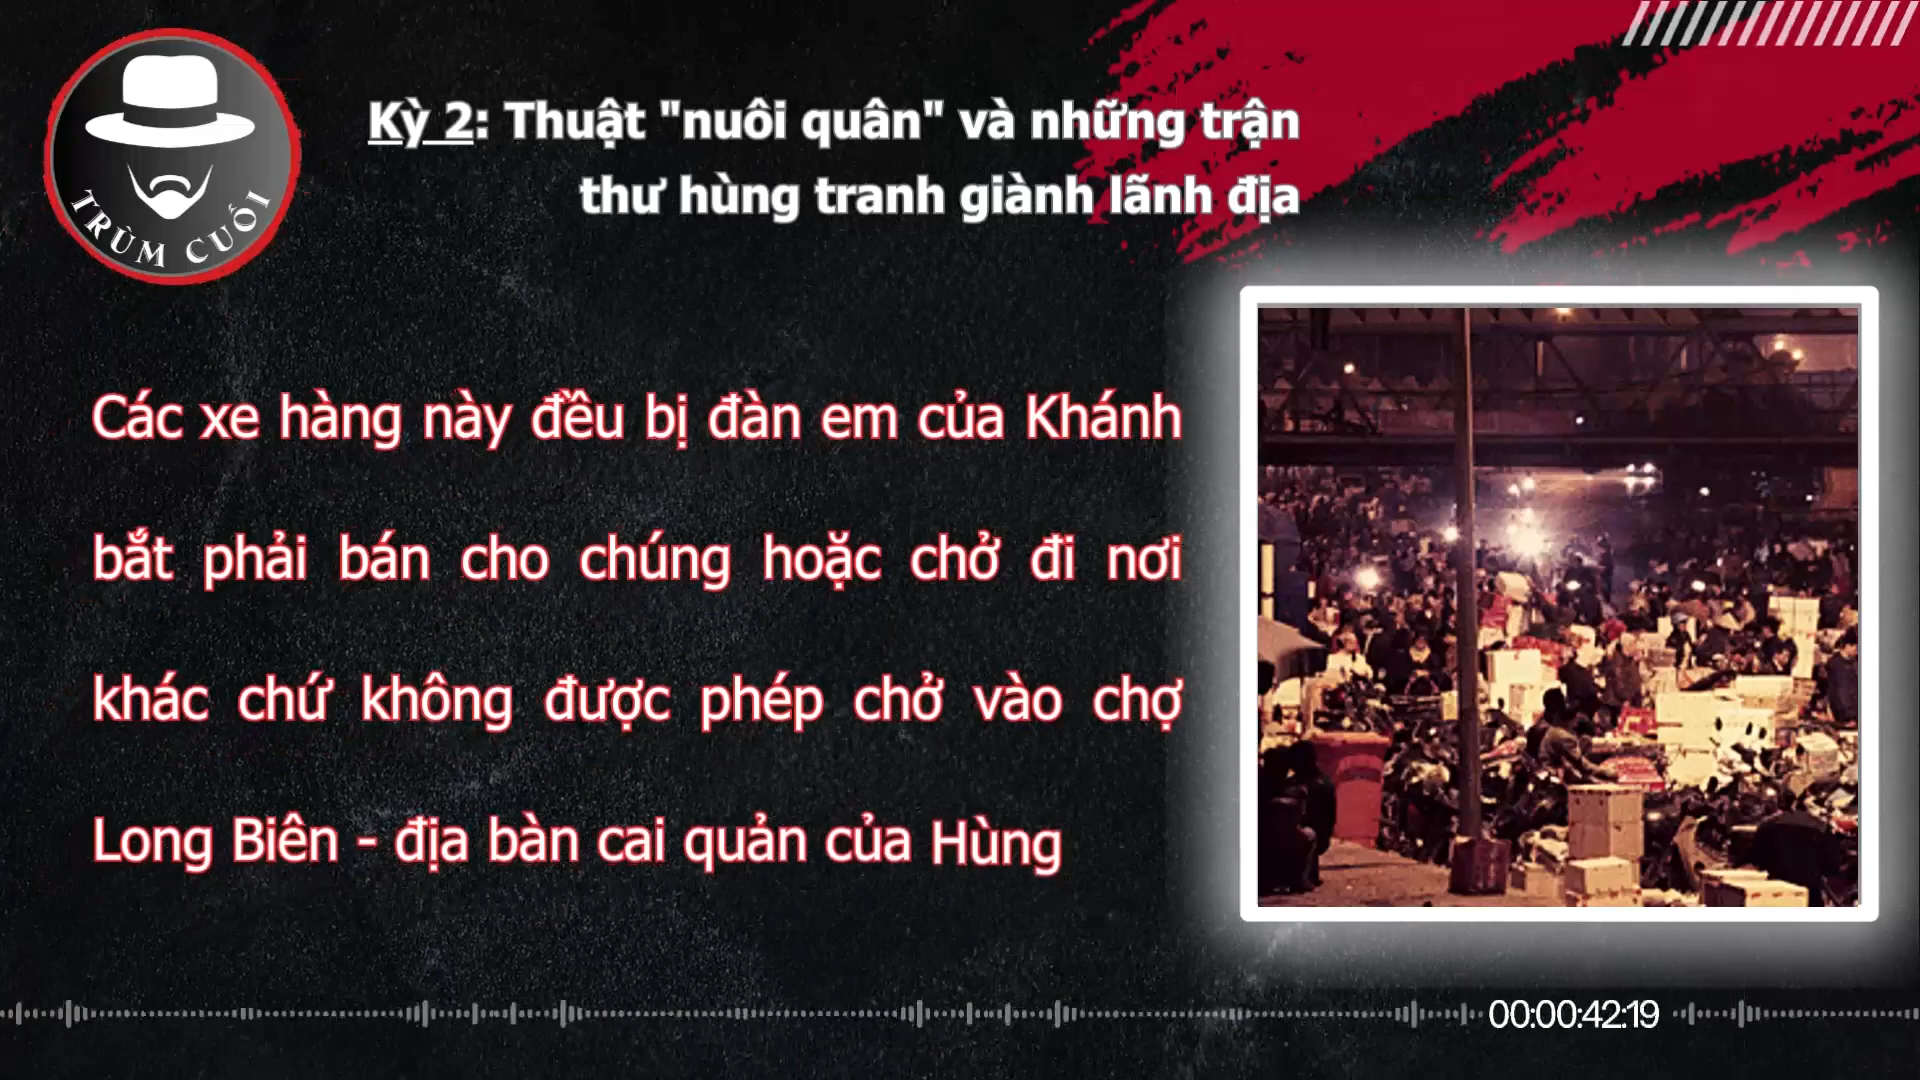 TRÙM CUỐI
Kỳ 2: Thuật "nuôi quân" và những trận
thư hùng tranh giành lãnh địa
Các xe hàng này đều bị đàn em của Khánh
bắt phải bán cho chúng hoặc chở đi nơi
khác chứ không được phép chở vào chợ
Long Biên - địa bàn cai quản của Hùng
00:00:42:19